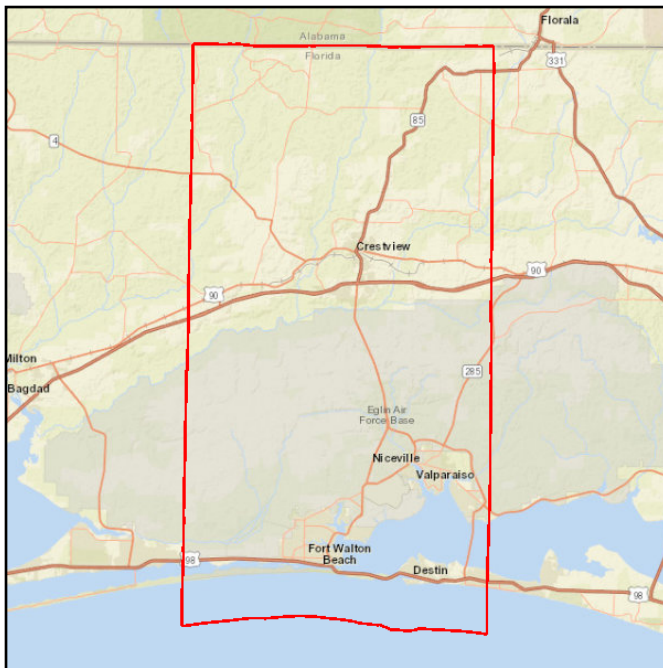 Florala
Alabama
Florida
331
85
4
Crestview
90
90
Milton
Bagdad
285
Eglin Air
Force Base
Niceville
Valparaiso
98
Fort Walton
Beach
Destin
98